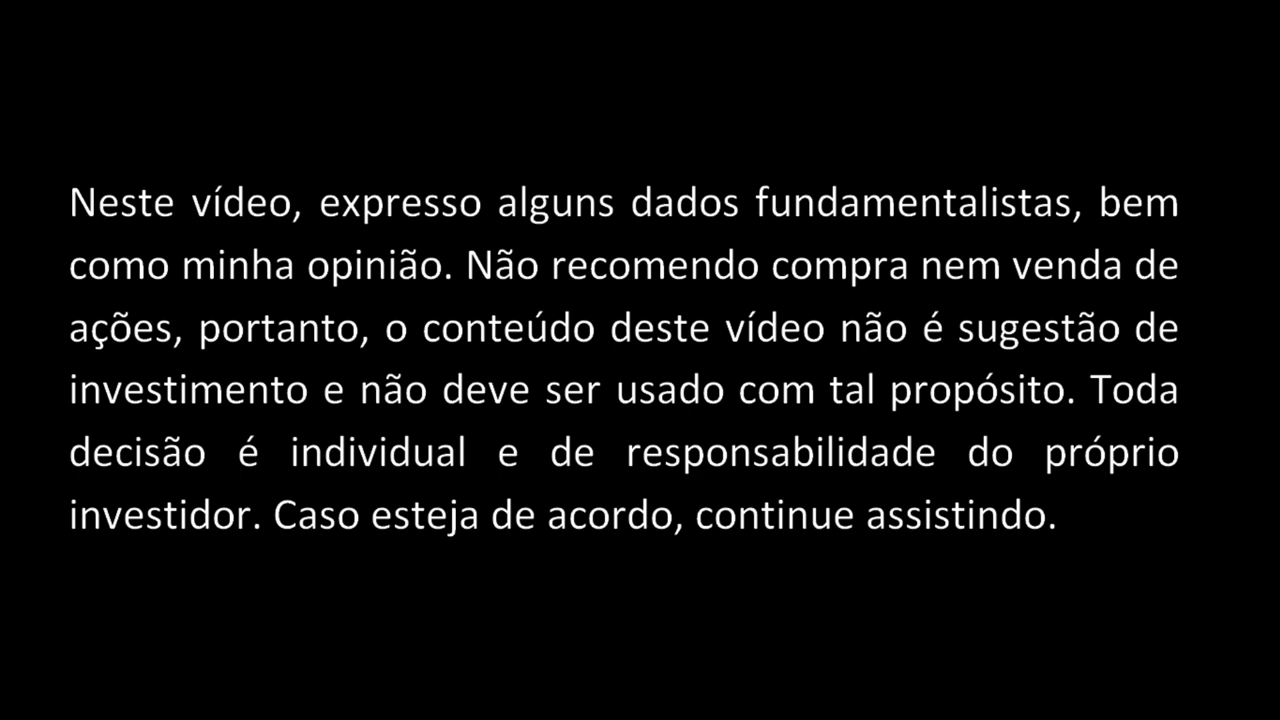 Neste vídeo, expresso alguns dados fundamentalistas, bem
como minha opinião. Não recomendo compra nem venda de
ações, portanto, o conteúdo deste vídeo não é sugestão de
investimento e não deve ser usado com tal propósito. Toda
decisão é individual e de responsabilidade do próprio
investidor. Caso esteja de acordo, continue assistindo.